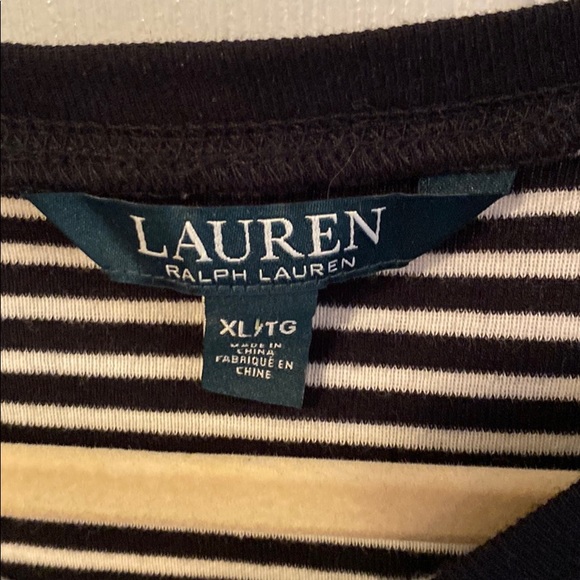 LAUREN
RALPH LAUREN
XL/TG
MADE IN
CHINA
FABRIQUÉ EN
CHINE